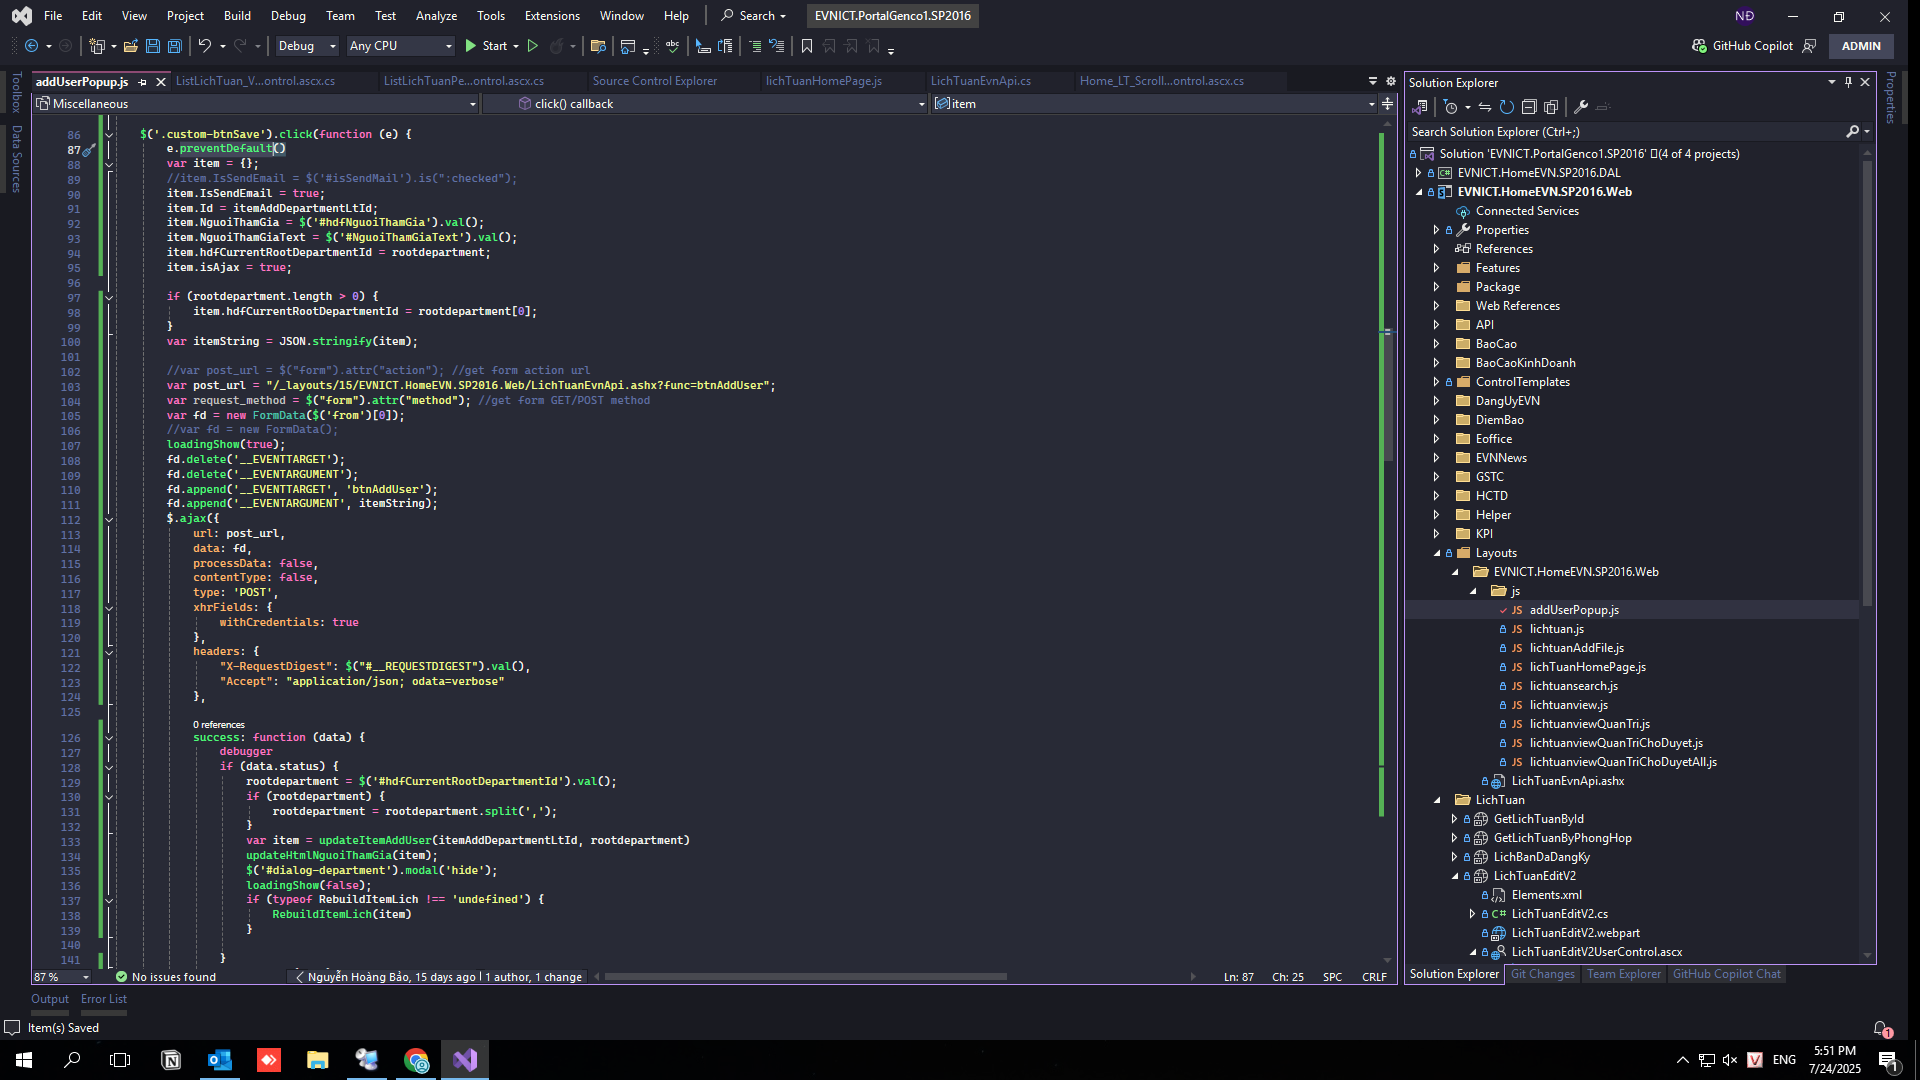 File Edit View Project Build Debug Team Test Analyze Tools Extensions Window Help Search EVNICT.PortalGenco1.SP2016 NĐ
Debug Any CPU Start GitHub Copilot ADMIN
addUserPopup.js ListLichTuan_V...ontrol.ascx.cs ListLichTuanPe...ontrol.ascx.cs Source Control Explorer lichTuanHomePage.js LichTuanEvnApi.cs Home_LT_Scroll...ontrol.ascx.cs
Toolbox
Data Sources
Miscellaneous click() callback item
86 $('.custom-btnSave').click(function (e) {
87 e.preventDefault()
88 var item = {};
89 //item.IsSendEmail = $('#isSendMail').is(":checked");
90 item.IsSendEmail = true;
91 item.Id = itemAddDepartmentLtId;
92 item.NguoiThamGia = $('#hdfNguoiThamGia').val();
93 item.NguoiThamGiaText = $('#NguoiThamGiaText').val();
94 item.hdfCurrentRootDepartmentId = rootdepartment;
95 item.isAjax = true;
96
97 if (rootdepartment.length > 0) {
98 item.hdfCurrentRootDepartmentId = rootdepartment[0];
99 }
100 var itemString = JSON.stringify(item);
101
102 //var post_url = $("form").attr("action"); //get form action url
103 var post_url = "/_layouts/15/EVNICT.HomeEVN.SP2016.Web/LichTuanEvnApi.ashx?func=btnAddUser";
104 var request_method = $("form").attr("method"); //get form GET/POST method
105 var fd = new FormData($('from')[0]);
106 //var fd = new FormData();
107 loadingShow(true);
108 fd.delete('__EVENTTARGET');
109 fd.delete('__EVENTARGUMENT');
110 fd.append('__EVENTTARGET', 'btnAddUser');
111 fd.append('__EVENTARGUMENT', itemString);
112 $.ajax({
113 url: post_url,
114 data: fd,
115 processData: false,
116 contentType: false,
117 type: 'POST',
118 xhrFields: {
119 withCredentials: true
120 },
121 headers: {
122 "X-RequestDigest": $("#__REQUESTDIGEST").val(),
123 "Accept": "application/json; odata=verbose"
124 },
125
0 references
126 success: function (data) {
127 debugger
128 if (data.status) {
129 rootdepartment = $('#hdfCurrentRootDepartmentId').val();
130 if (rootdepartment) {
131 rootdepartment = rootdepartment.split(',');
132 }
133 var item = updateItemAddUser(itemAddDepartmentLtId, rootdepartment)
134 updateHtmlNguoiThamGia(item);
135 $('#dialog-department').modal('hide');
136 loadingShow(false);
137 if (typeof RebuildItemLich !== 'undefined') {
138 RebuildItemLich(item)
139 }
140
141 }
87 % No issues found Nguyễn Hoàng Bảo, 15 days ago | 1 author, 1 change Ln: 87 Ch: 25 SPC CRLF
Output Error List
Item(s) Saved
Solution Explorer
Search Solution Explorer (Ctrl+;)
Solution 'EVNICT.PortalGenco1.SP2016' (4 of 4 projects)
EVNICT.HomeEVN.SP2016.DAL
EVNICT.HomeEVN.SP2016.Web
Connected Services
Properties
References
Features
Package
Web References
API
BaoCao
BaoCaoKinhDoanh
ControlTemplates
DangUyEVN
DiemBao
Eoffice
EVNNews
GSTC
HCTD
Helper
KPI
Layouts
EVNICT.HomeEVN.SP2016.Web
js
JS addUserPopup.js
JS lichtuan.js
JS lichtuanAddFile.js
JS lichTuanHomePage.js
JS lichtuansearch.js
JS lichtuanview.js
JS lichtuanviewQuanTri.js
JS lichtuanviewQuanTriChoDuyet.js
JS lichtuanviewQuanTriChoDuyetAll.js
LichTuanEvnApi.ashx
LichTuan
GetLichTuanById
GetLichTuanByPhongHop
LichBanDaDangKy
LichTuanEditV2
Elements.xml
C# LichTuanEditV2.cs
LichTuanEditV2.webpart
LichTuanEditV2UserControl.ascx
Solution Explorer Git Changes Team Explorer GitHub Copilot Chat
Properties
1
ENG
5:51 PM
7/24/2025
1